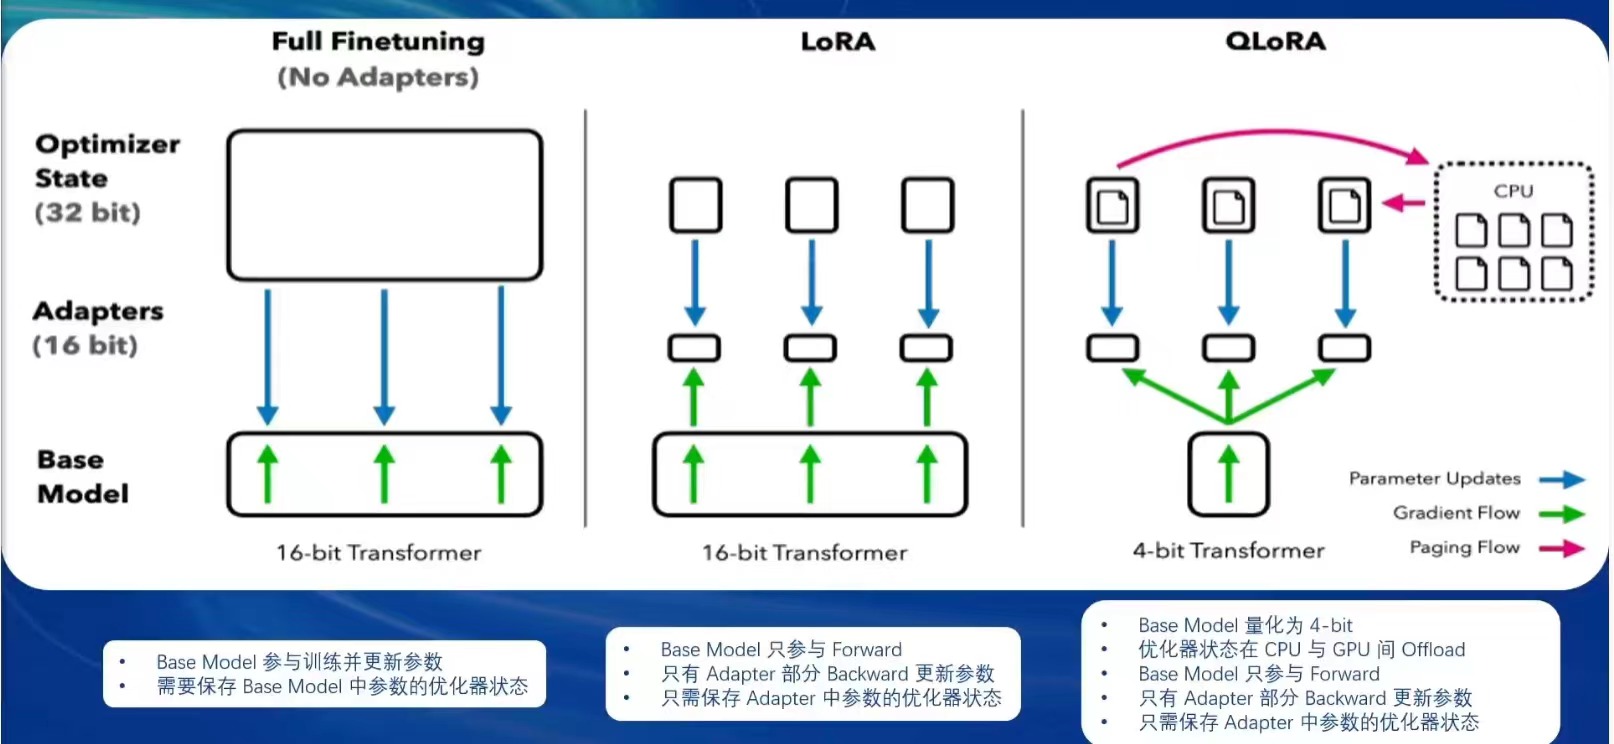 Full Finetuning
(No Adapters)
LoRA
QLoRA
Optimizer
State
(32 bit)
CPU
Adapters
(16 bit)
Base
Model
Parameter Updates
Gradient Flow
Paging Flow
16-bit Transformer
16-bit Transformer
4-bit Transformer
• Base Model 参与训练并更新参数
• 需要保存 Base Model 中参数的优化器状态
• Base Model 只参与 Forward
• 只有 Adapter 部分 Backward 更新参数
• 只需保存 Adapter 中参数的优化器状态
• Base Model 量化为 4-bit
• 优化器状态在 CPU 与 GPU 间 Offload
• Base Model 只参与 Forward
• 只有 Adapter 部分 Backward 更新参数
• 只需保存 Adapter 中参数的优化器状态